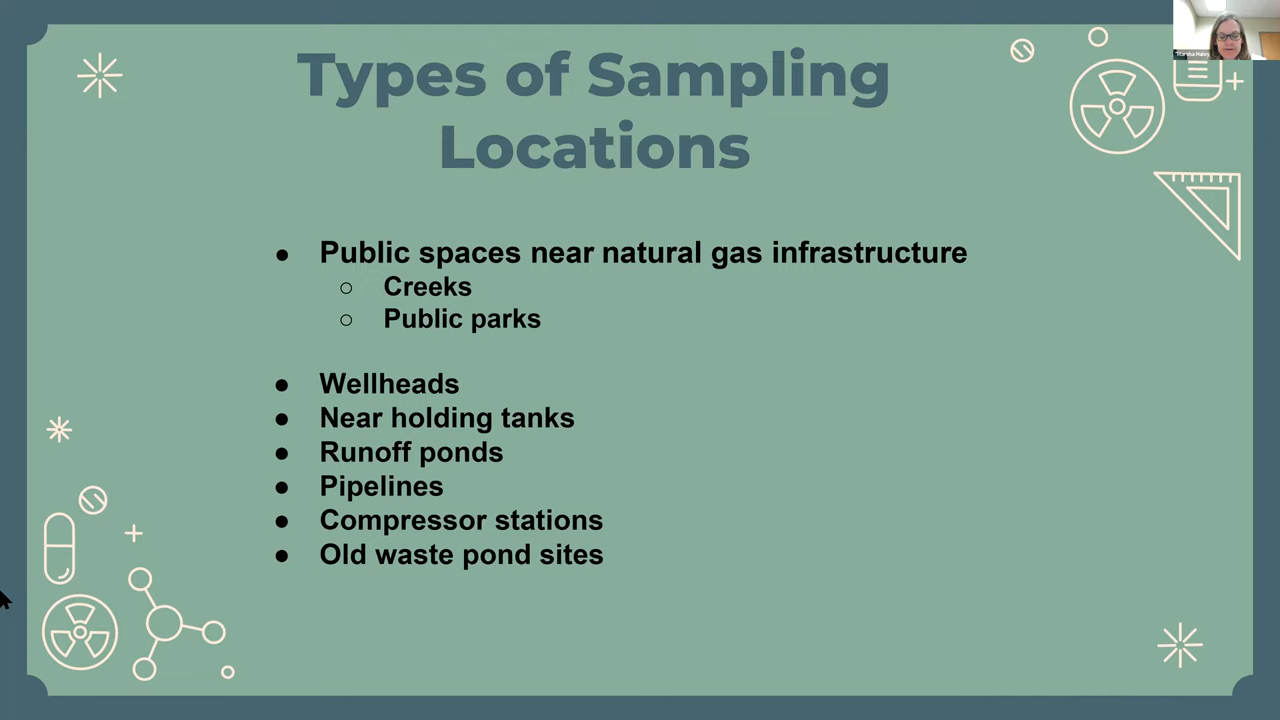 Types of Sampling
Locations
● Public spaces near natural gas infrastructure
○ Creeks
○ Public parks
● Wellheads
● Near holding tanks
● Runoff ponds
● Pipelines
● Compressor stations
● Old waste pond sites